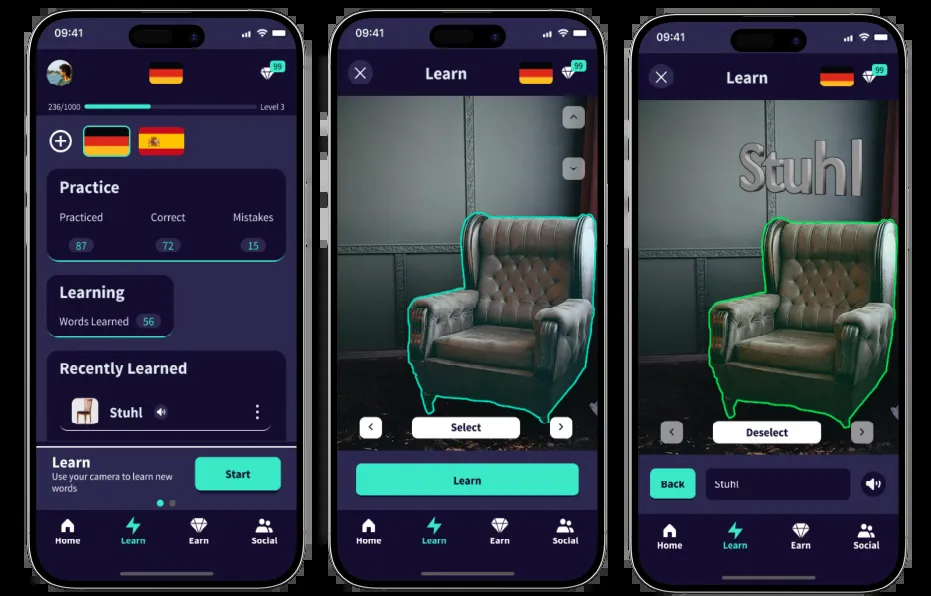 09:41
99
236/1000
Level 3
Practice
Practiced Correct Mistakes
87 72 15
Learning
Words Learned 56
Recently Learned
Stuhl
Learn
Use your camera to learn new
words
Start
Home Learn Earn Social
09:41
Learn
99
Select
Learn
Home Learn Earn Social
09:41
Learn
99
Stuhl
Deselect
Back
Stuhl
Home Learn Earn Social